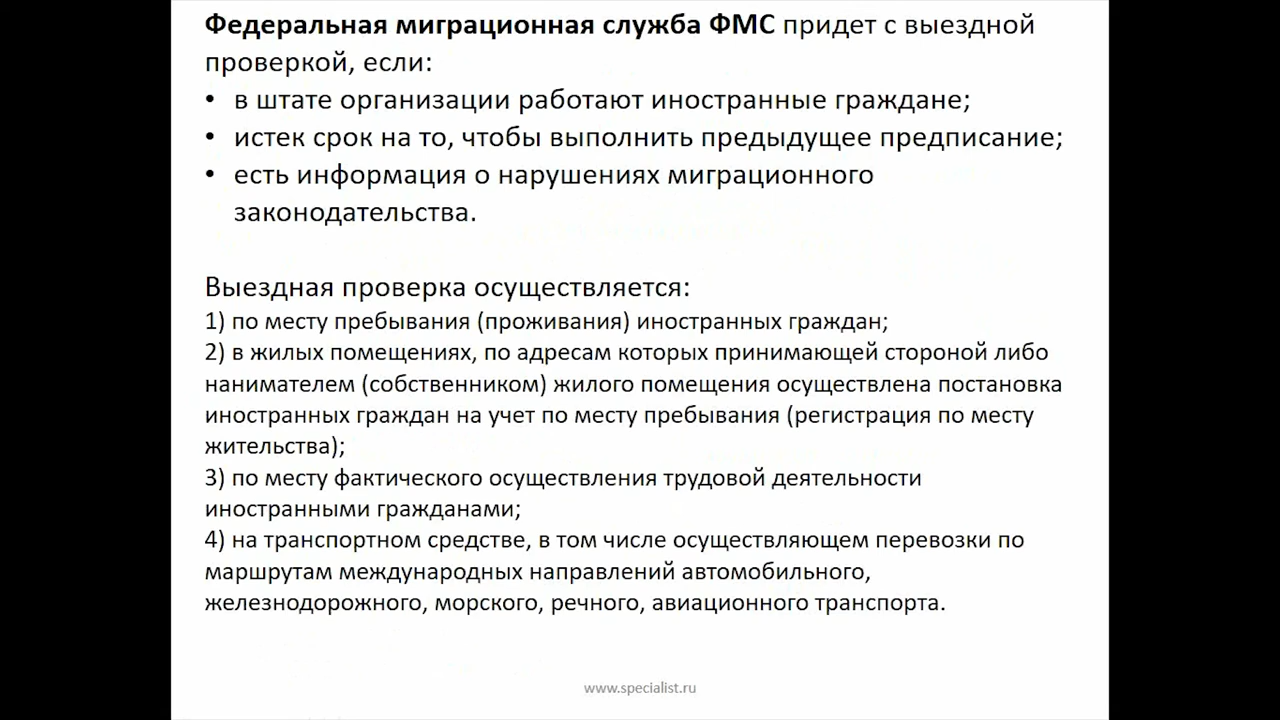 Федеральная миграционная служба ФМС придет с выездной
проверкой, если:
• в штате организации работают иностранные граждане;
• истек срок на то, чтобы выполнить предыдущее предписание;
• есть информация о нарушениях миграционного
законодательства.
Выездная проверка осуществляется:
1) по месту пребывания (проживания) иностранных граждан;
2) в жилых помещениях, по адресам которых принимающей стороной либо
нанимателем (собственником) жилого помещения осуществлена постановка
иностранных граждан на учет по месту пребывания (регистрация по месту
жительства);
3) по месту фактического осуществления трудовой деятельности
иностранными гражданами;
4) на транспортном средстве, в том числе осуществляющем перевозки по
маршрутам международных направлений автомобильного,
железнодорожного, морского, речного, авиационного транспорта.
www.specialist.ru